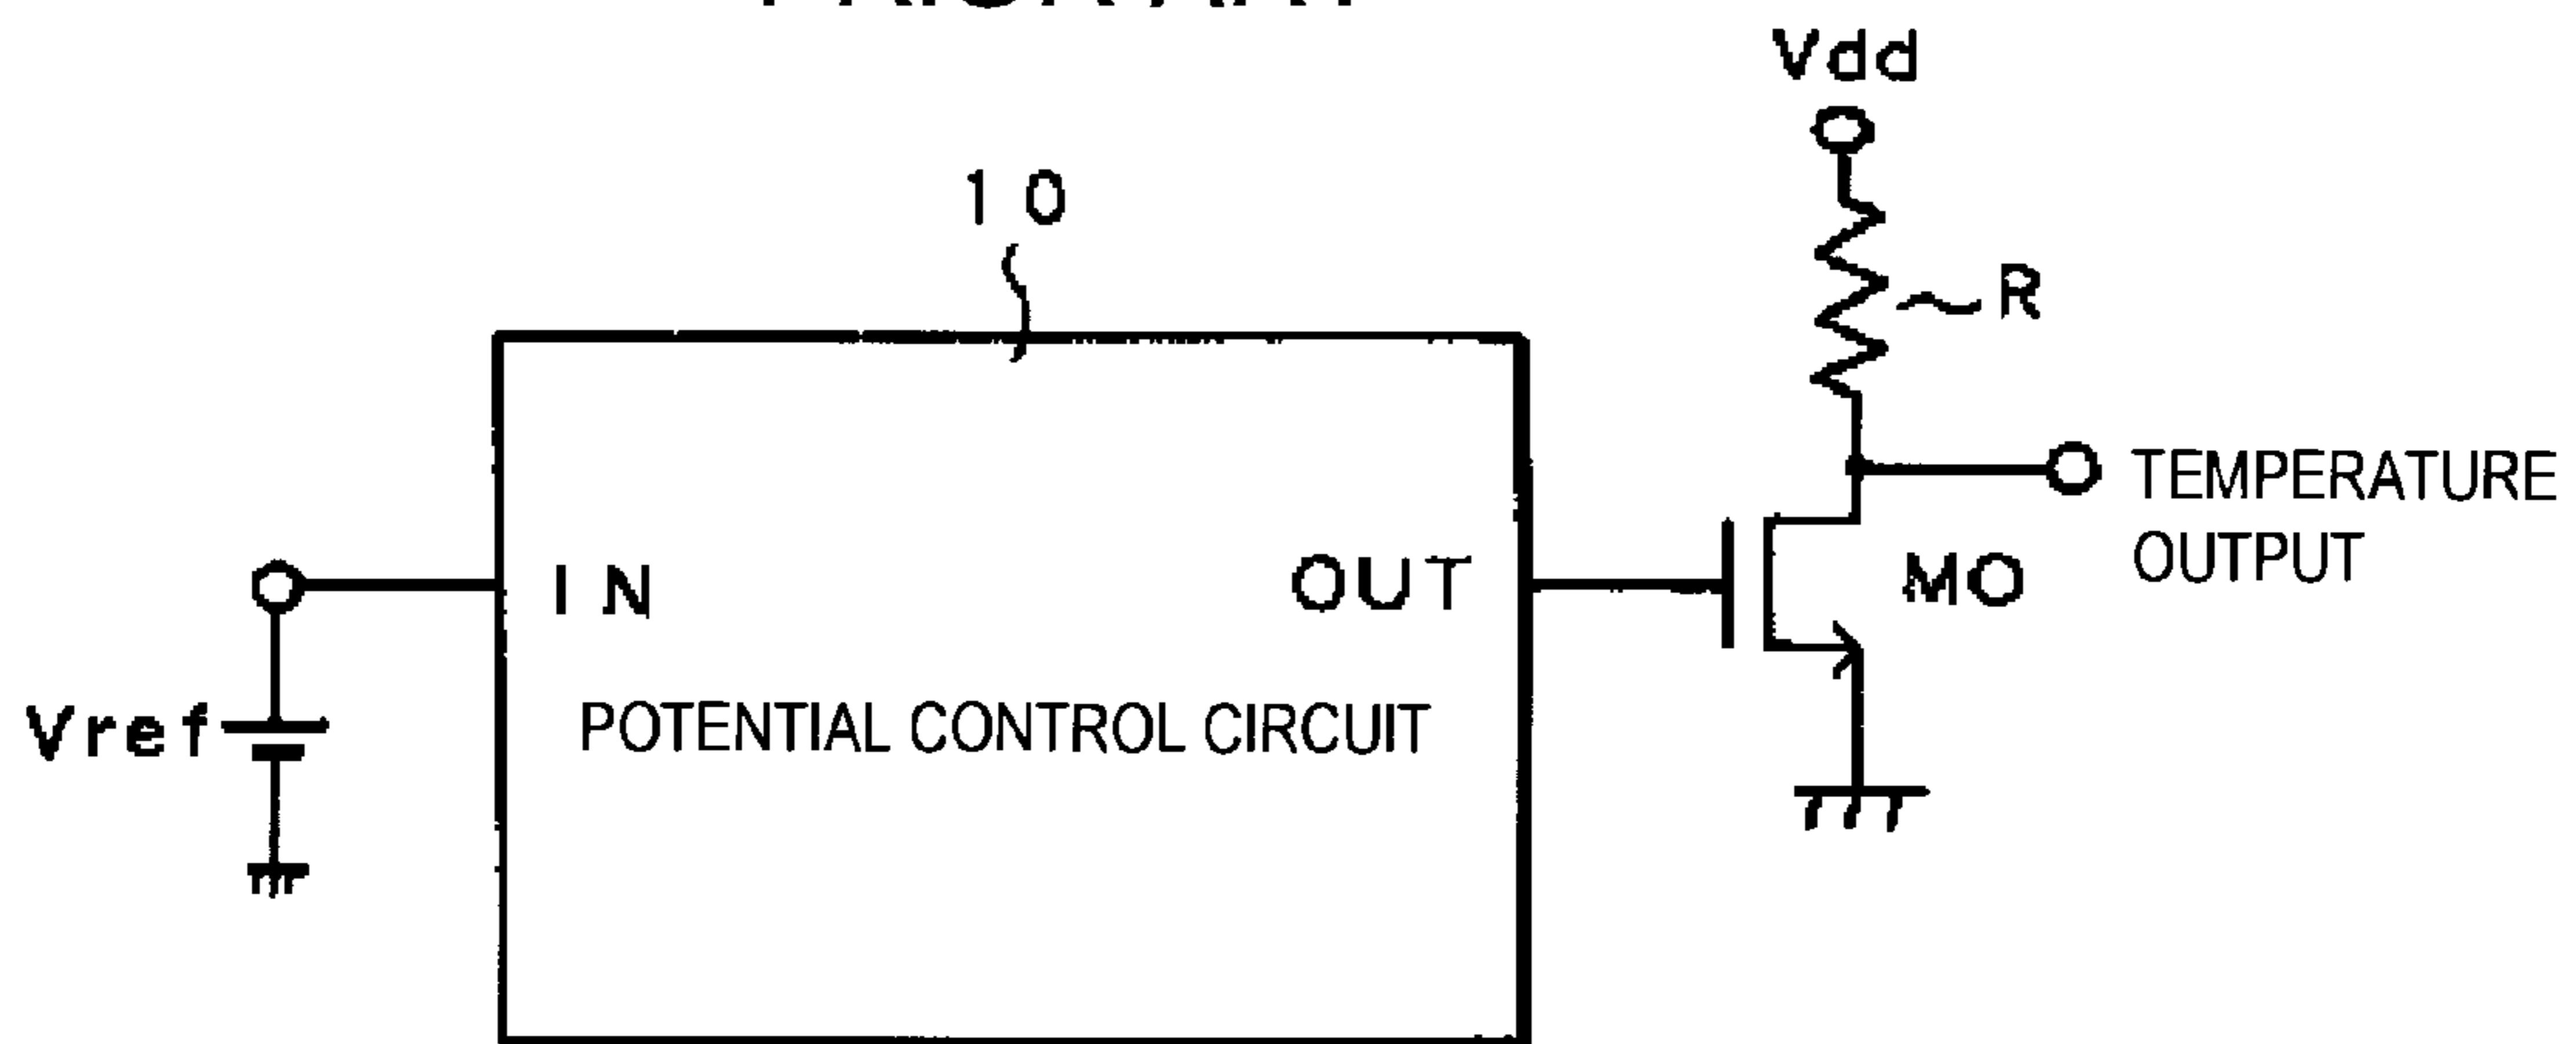 Vdd
10
R
TEMPERATURE
OUTPUT
IN
OUT
MO
Vref
POTENTIAL CONTROL CIRCUIT